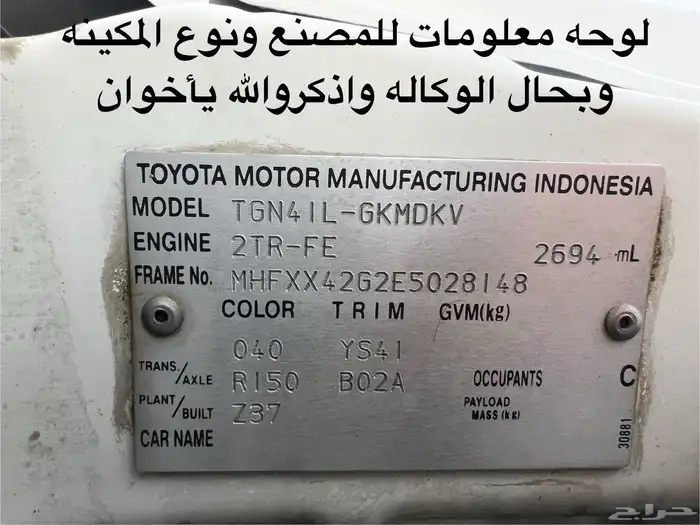 لوحه معلومات للمصنع ونوع المكينه
وبحال الوكاله واذكروالله يأخوان
TOYOTA MOTOR MANUFACTURING INDONESIA
MODEL TGN41L-GKMDKV
ENGINE 2TR-FE 2694 mL
FRAME No. MHFXX42G2E5028148
COLOR TRIM GVM(kg)
040 YS41
TRANS./AXLE R150 B02A OCCUPANTS C
PLANT/BUILT Z37 PAYLOAD MASS (kg)
CAR NAME
30881
حراج